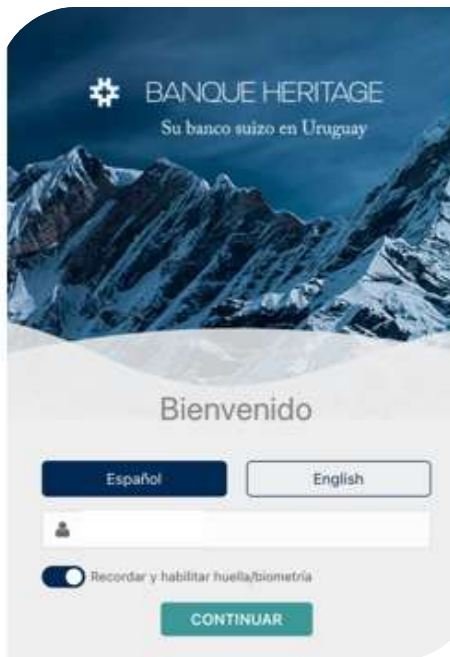 BANQUE HERITAGE
Su banco suizo en Uruguay
Bienvenido
Español English
Recordar y habilitar huella/biometría
CONTINUAR